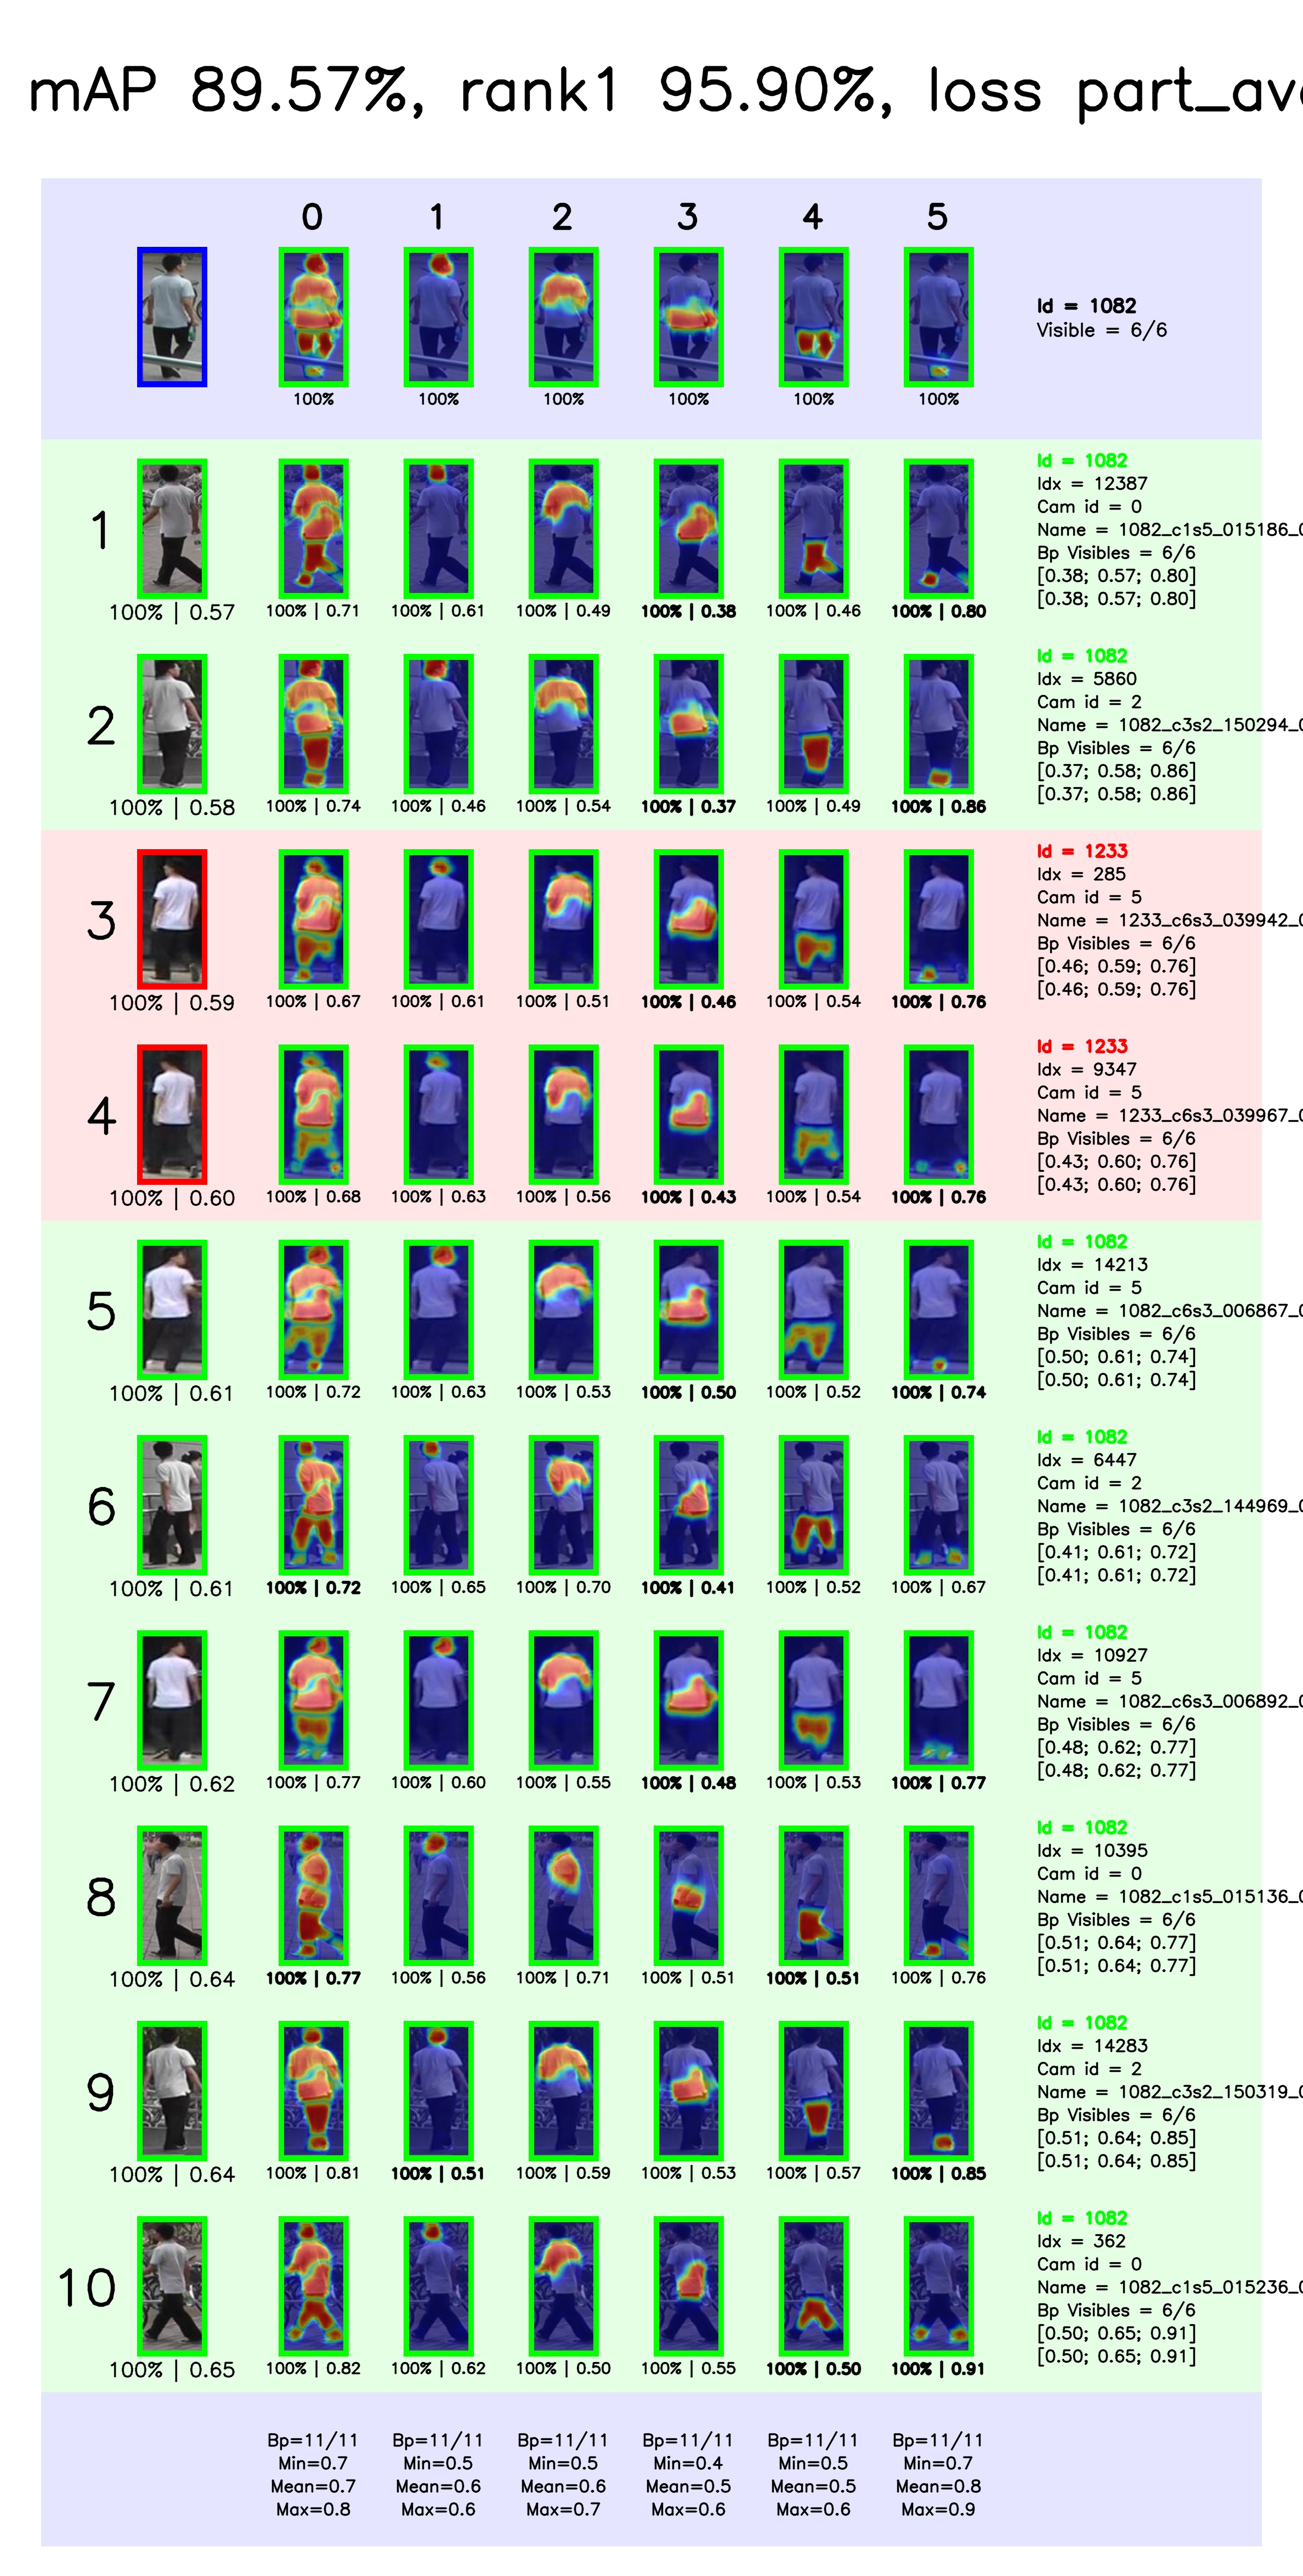 mAP 89.57%, rank1 95.90%, loss part_av
0 1 2 3 4 5
Id = 1082
Visible = 6/6
100% 100% 100% 100% 100% 100%
1
Id = 1082
Idx = 12387
Cam id = 0
Name = 1082_c1s5_015186_0
Bp Visibles = 6/6
[0.38; 0.57; 0.80]
[0.38; 0.57; 0.80]
100% | 0.57 100% | 0.71 100% | 0.61 100% | 0.49 100% | 0.38 100% | 0.46 100% | 0.80
2
Id = 1082
Idx = 5860
Cam id = 2
Name = 1082_c3s2_150294_0
Bp Visibles = 6/6
[0.37; 0.58; 0.86]
[0.37; 0.58; 0.86]
100% | 0.58 100% | 0.74 100% | 0.46 100% | 0.54 100% | 0.37 100% | 0.49 100% | 0.86
3
Id = 1233
Idx = 285
Cam id = 5
Name = 1233_c6s3_039942_0
Bp Visibles = 6/6
[0.46; 0.59; 0.76]
[0.46; 0.59; 0.76]
100% | 0.59 100% | 0.67 100% | 0.61 100% | 0.51 100% | 0.46 100% | 0.54 100% | 0.76
4
Id = 1233
Idx = 9347
Cam id = 5
Name = 1233_c6s3_039967_0
Bp Visibles = 6/6
[0.43; 0.60; 0.76]
[0.43; 0.60; 0.76]
100% | 0.60 100% | 0.68 100% | 0.63 100% | 0.56 100% | 0.43 100% | 0.54 100% | 0.76
5
Id = 1082
Idx = 14213
Cam id = 5
Name = 1082_c6s3_006867_0
Bp Visibles = 6/6
[0.50; 0.61; 0.74]
[0.50; 0.61; 0.74]
100% | 0.61 100% | 0.72 100% | 0.63 100% | 0.53 100% | 0.50 100% | 0.52 100% | 0.74
6
Id = 1082
Idx = 6447
Cam id = 2
Name = 1082_c3s2_144969_0
Bp Visibles = 6/6
[0.41; 0.61; 0.72]
[0.41; 0.61; 0.72]
100% | 0.61 100% | 0.72 100% | 0.65 100% | 0.70 100% | 0.41 100% | 0.52 100% | 0.67
7
Id = 1082
Idx = 10927
Cam id = 5
Name = 1082_c6s3_006892_0
Bp Visibles = 6/6
[0.48; 0.62; 0.77]
[0.48; 0.62; 0.77]
100% | 0.62 100% | 0.77 100% | 0.60 100% | 0.55 100% | 0.48 100% | 0.53 100% | 0.77
8
Id = 1082
Idx = 10395
Cam id = 0
Name = 1082_c1s5_015136_0
Bp Visibles = 6/6
[0.51; 0.64; 0.77]
[0.51; 0.64; 0.77]
100% | 0.64 100% | 0.77 100% | 0.56 100% | 0.71 100% | 0.51 100% | 0.51 100% | 0.76
9
Id = 1082
Idx = 14283
Cam id = 2
Name = 1082_c3s2_150319_0
Bp Visibles = 6/6
[0.51; 0.64; 0.85]
[0.51; 0.64; 0.85]
100% | 0.64 100% | 0.81 100% | 0.51 100% | 0.59 100% | 0.53 100% | 0.57 100% | 0.85
10
Id = 1082
Idx = 362
Cam id = 0
Name = 1082_c1s5_015236_0
Bp Visibles = 6/6
[0.50; 0.65; 0.91]
[0.50; 0.65; 0.91]
100% | 0.65 100% | 0.82 100% | 0.62 100% | 0.50 100% | 0.55 100% | 0.50 100% | 0.91
Bp=11/11 Bp=11/11 Bp=11/11 Bp=11/11 Bp=11/11 Bp=11/11
Min=0.7 Min=0.5 Min=0.5 Min=0.4 Min=0.5 Min=0.7
Mean=0.7 Mean=0.6 Mean=0.6 Mean=0.5 Mean=0.5 Mean=0.8
Max=0.8 Max=0.6 Max=0.7 Max=0.6 Max=0.6 Max=0.9